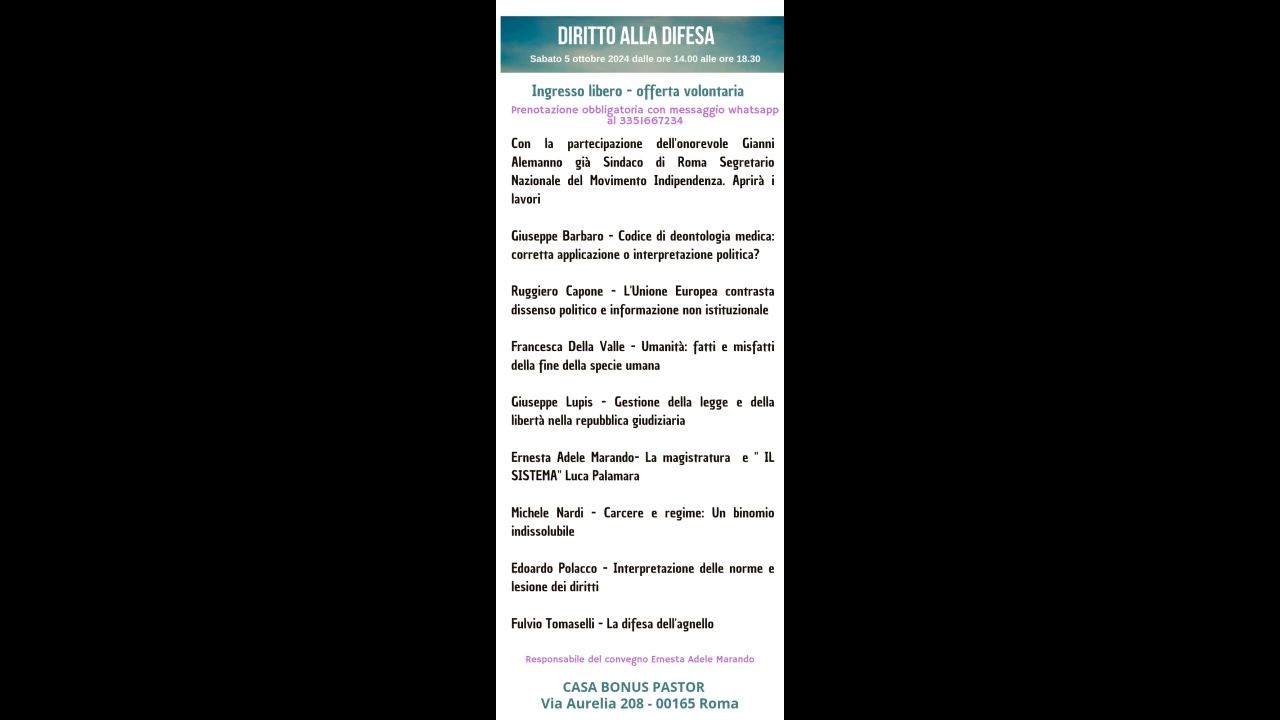 DIRITTO ALLA DIFESA
Sabato 5 ottobre 2024 dalle ore 14.00 alle ore 18.30
Ingresso libero - offerta volontaria
Prenotazione obbligatoria con messaggio whatsapp
al 3351667234
Con la partecipazione dell'onorevole Gianni
Alemanno già Sindaco di Roma Segretario
Nazionale del Movimento Indipendenza. Aprirà i
lavori
Giuseppe Barbaro - Codice di deontologia medica:
corretta applicazione o interpretazione politica?
Ruggiero Capone - L'Unione Europea contrasta
dissenso politico e informazione non istituzionale
Francesca Della Valle - Umanità: fatti e misfatti
della fine della specie umana
Giuseppe Lupis - Gestione della legge e della
libertà nella repubblica giudiziaria
Ernesta Adele Marando- La magistratura e " IL
SISTEMA" Luca Palamara
Michele Nardi - Carcere e regime: Un binomio
indissolubile
Edoardo Polacco - Interpretazione delle norme e
lesione dei diritti
Fulvio Tomaselli - La difesa dell'agnello
Responsabile del convegno Ernesta Adele Marando
CASA BONUS PASTOR
Via Aurelia 208 - 00165 Roma